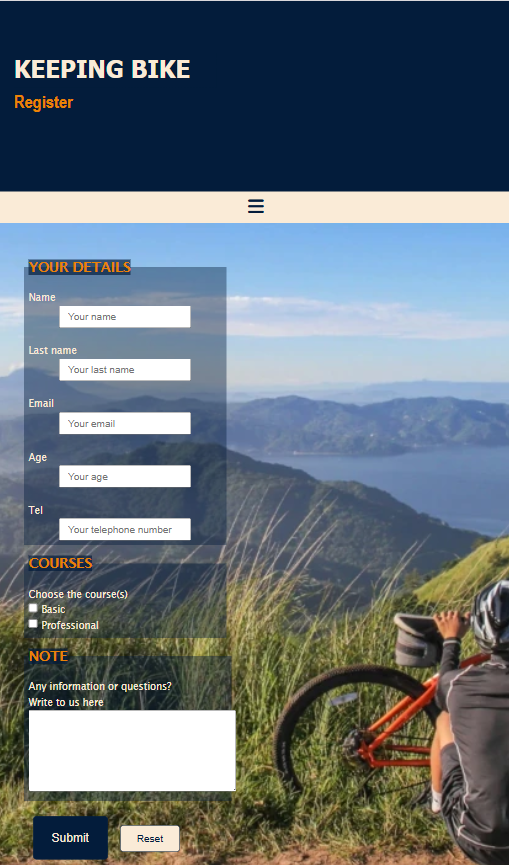 KEEPING BIKE
Register
YOUR DETAILS
Name
Your name
Last name
Your last name
Email
Your email
Age
Your age
Tel
Your telephone number
COURSES
Choose the course(s)
Basic
Professional
NOTE
Any information or questions?
Write to us here
Submit
Reset